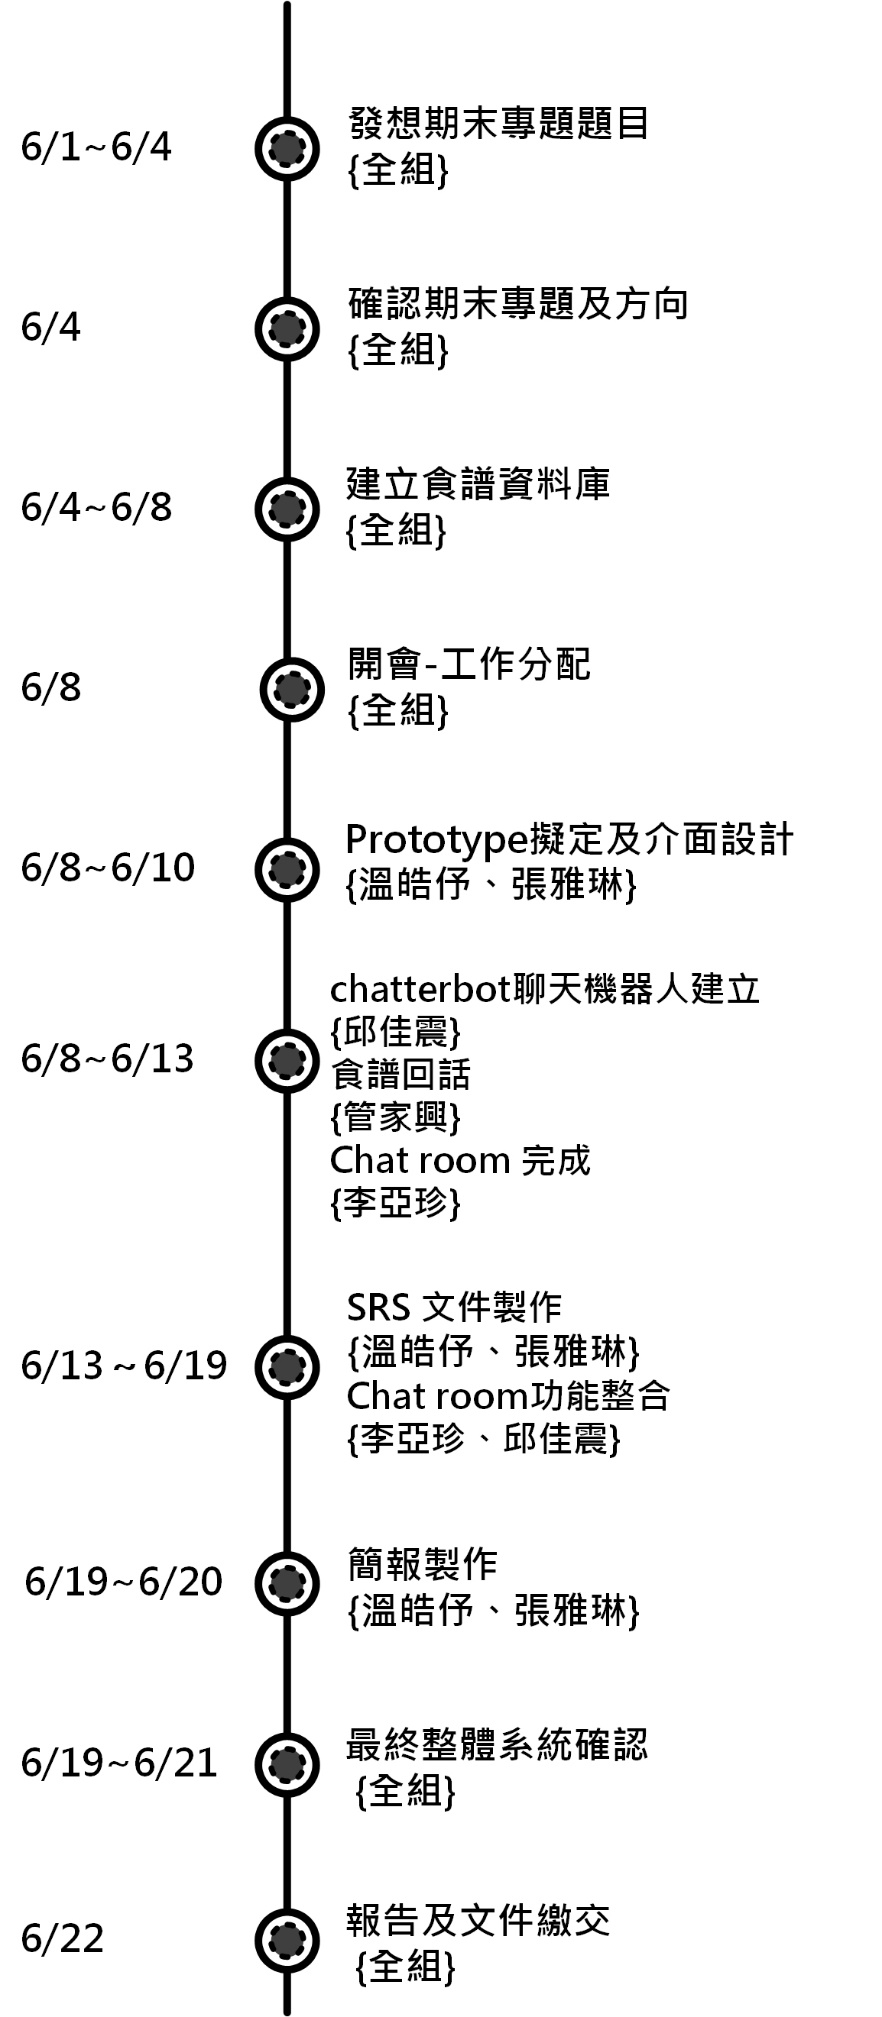 6/1~6/4
發想期末專題題目
{全組}
6/4
確認期末專題及方向
{全組}
6/4~6/8
建立食譜資料庫
{全組}
6/8
開會-工作分配
{全組}
6/8~6/10
Prototype擬定及介面設計
{溫皓伃、張雅琳}
6/8~6/13
chatterbot聊天機器人建立
{邱佳震}
食譜回話
{管家興}
Chat room 完成
{李亞珍}
6/13~6/19
SRS 文件製作
{溫皓伃、張雅琳}
Chat room功能整合
{李亞珍、邱佳震}
6/19~6/20
簡報製作
{溫皓伃、張雅琳}
6/19~6/21
最終整體系統確認
{全組}
6/22
報告及文件繳交
{全組}